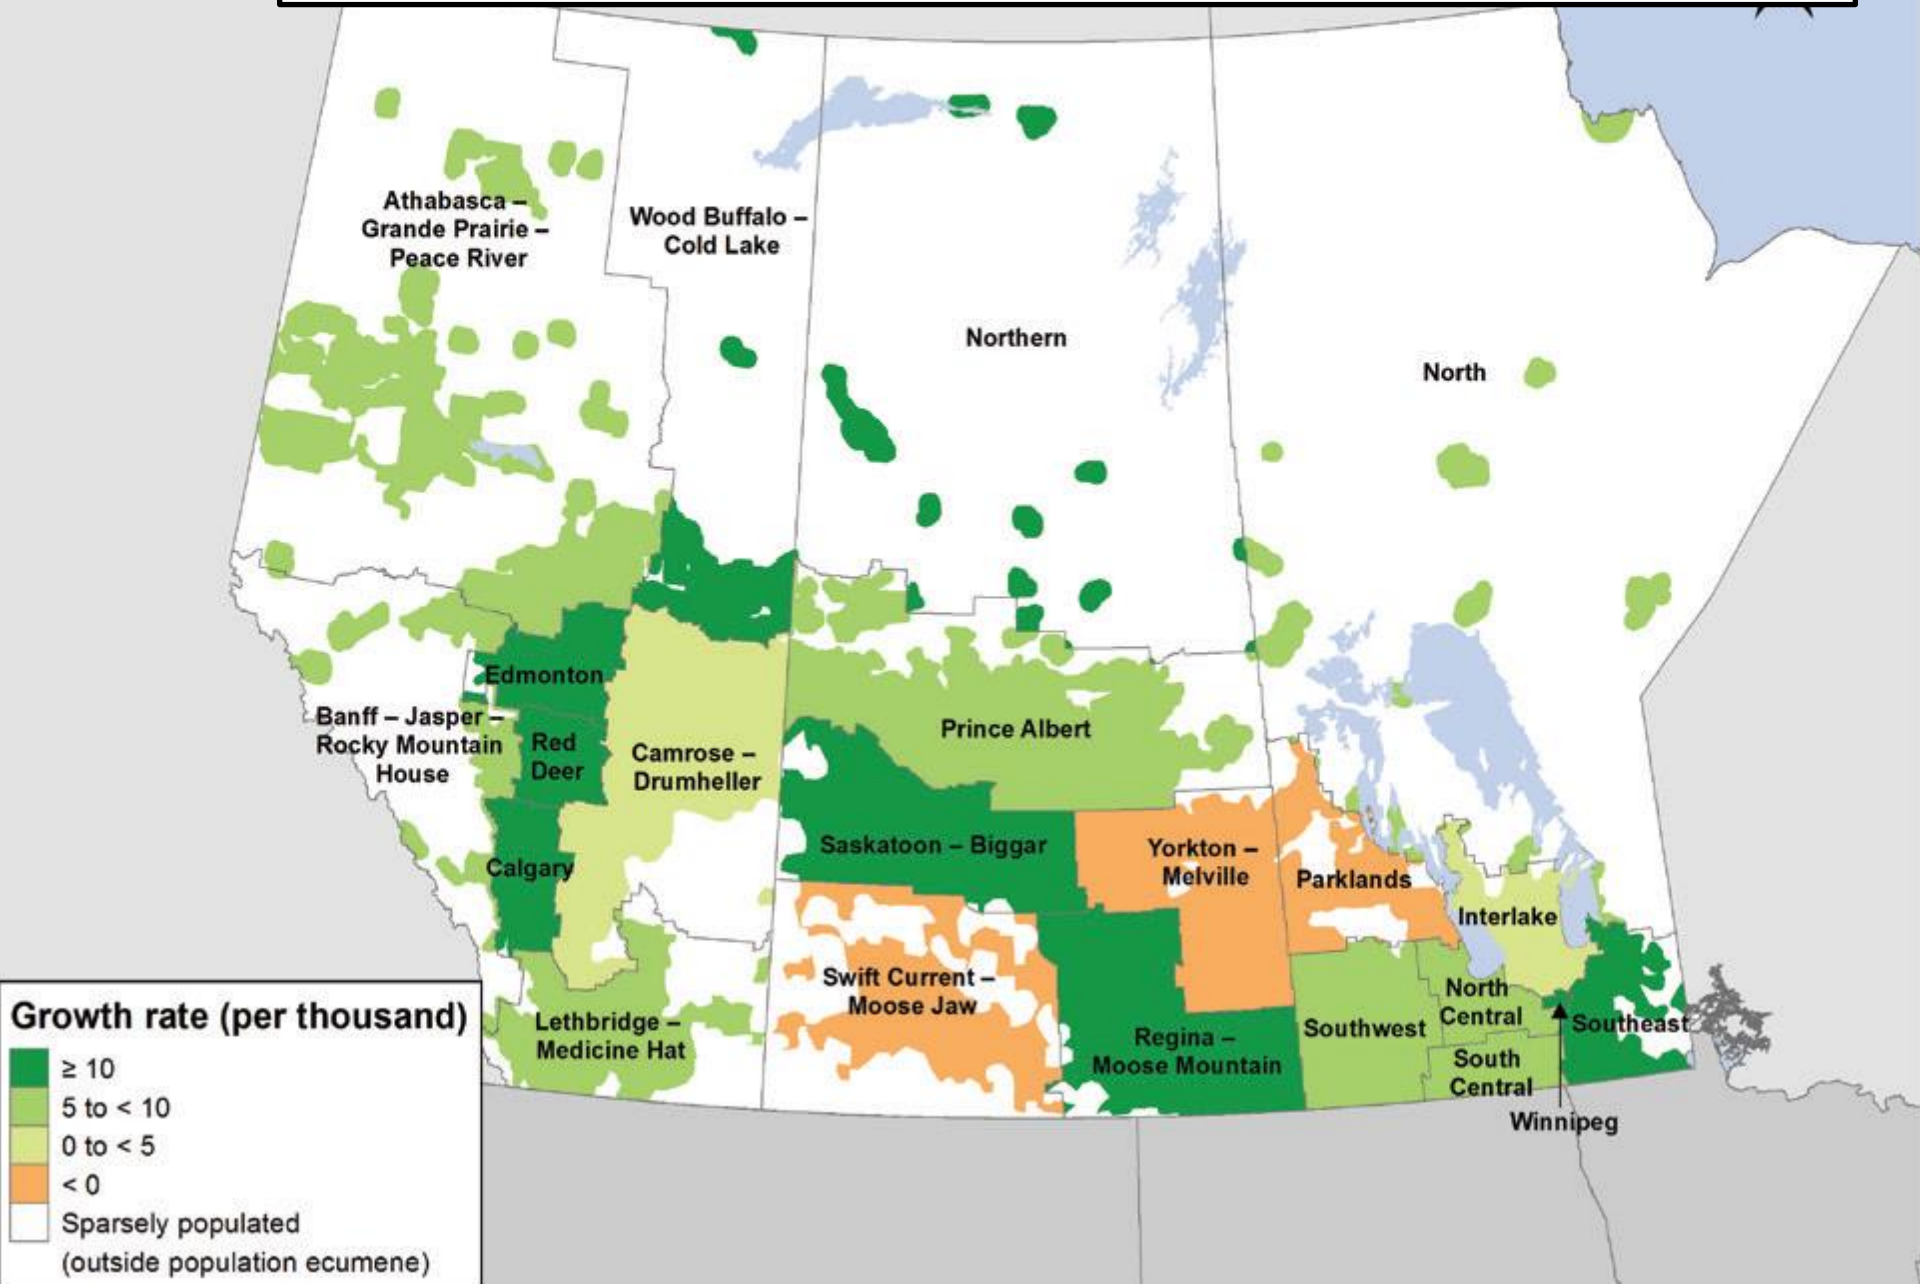 Athabasca –
Grande Prairie –
Peace River
Wood Buffalo –
Cold Lake
Northern
North
Edmonton
Banff – Jasper –
Rocky Mountain
House
Red
Deer
Camrose –
Drumheller
Prince Albert
Calgary
Saskatoon – Biggar
Yorkton –
Melville
Parklands
Interlake
Swift Current –
Moose Jaw
Lethbridge –
Medicine Hat
Regina –
Moose Mountain
Southwest
North
Central
South
Central
Southeast
Winnipeg
Growth rate (per thousand)
≥ 10
5 to < 10
0 to < 5
< 0
Sparsely populated
(outside population ecumene)